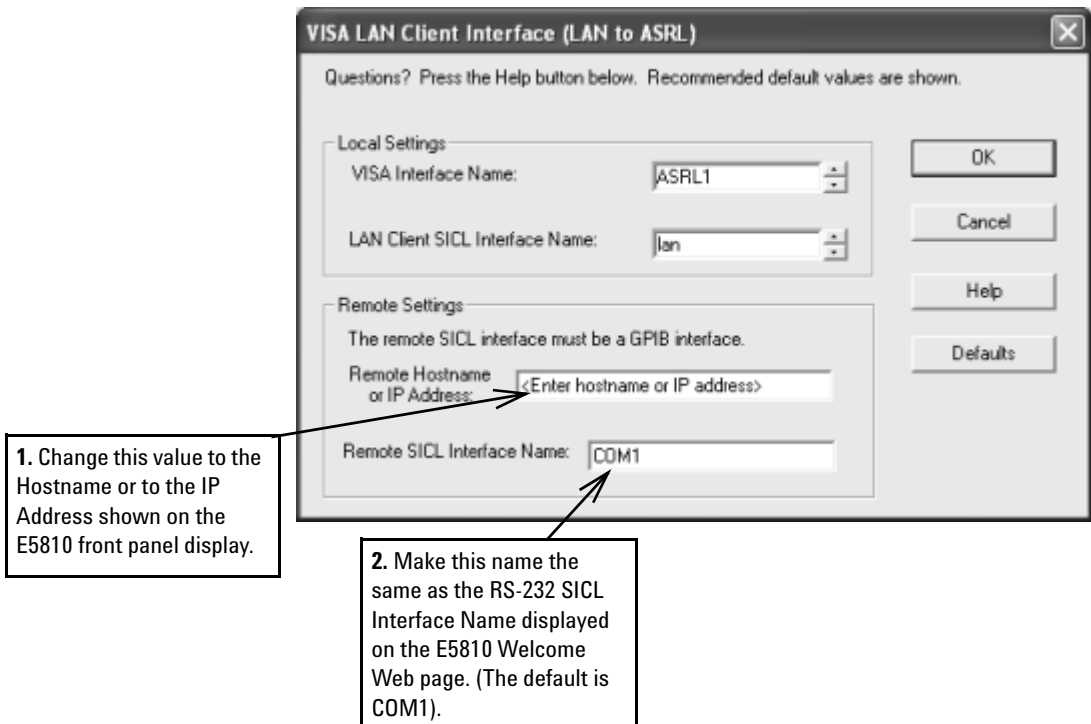 VISA LAN Client Interface (LAN to ASRL)
Questions? Press the Help button below. Recommended default values are shown.
Local Settings
VISA Interface Name:
ASRL1
LAN Client SICL Interface Name:
lan
OK
Cancel
Help
Defaults
Remote Settings
The remote SICL interface must be a GPIB interface.
Remote Hostname
or IP Address:
<Enter hostname or IP address>
Remote SICL Interface Name:
COM1
1. Change this value to the
Hostname or to the IP
Address shown on the
E5810 front panel display.
2. Make this name the
same as the RS-232 SICL
Interface Name displayed
on the E5810 Welcome
Web page. (The default is
COM1).